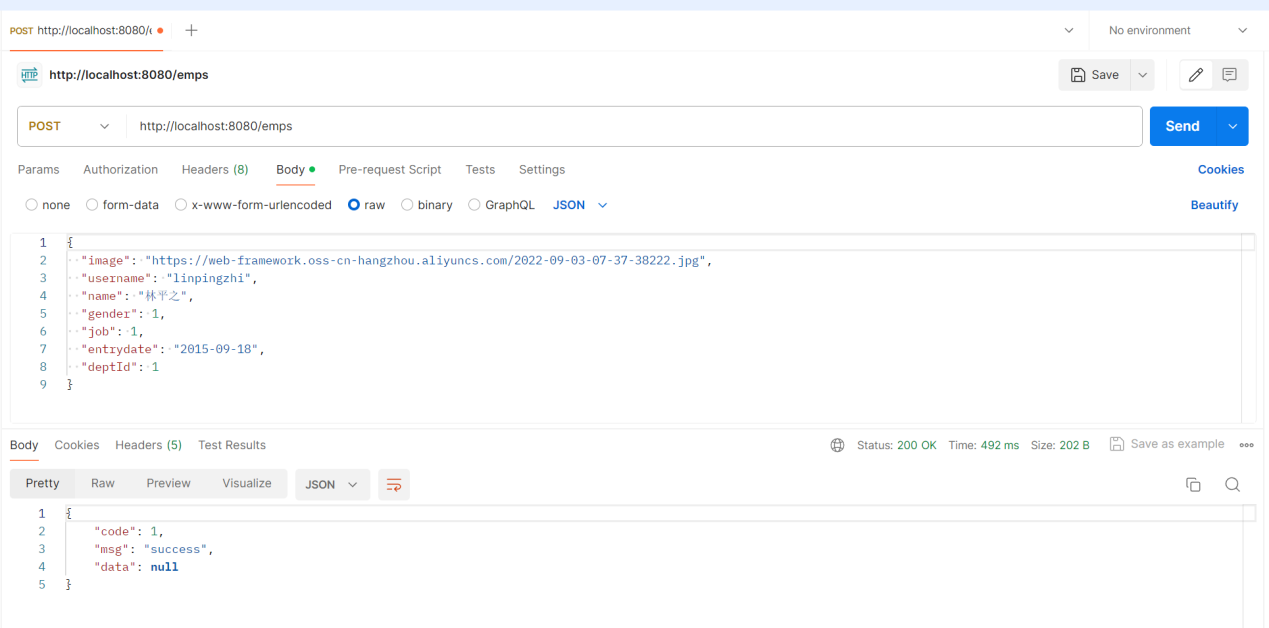 POST http://localhost:8080/e
No environment
HTTP http://localhost:8080/emps
Save
POST http://localhost:8080/emps
Send
Params Authorization Headers (8) Body Pre-request Script Tests Settings Cookies
none form-data x-www-form-urlencoded raw binary GraphQL JSON Beautify
1 {
2 "image": "https://web-framework.oss-cn-hangzhou.aliyuncs.com/2022-09-03-07-37-38222.jpg",
3 "username": "linpingzhi",
4 "name": "林平之",
5 "gender": 1,
6 "job": 1,
7 "entrydate": "2015-09-18",
8 "deptId": 1
9 }
Body Cookies Headers (5) Test Results Status: 200 OK Time: 492 ms Size: 202 B Save as example
Pretty Raw Preview Visualize JSON
1 {
2 "code": 1,
3 "msg": "success",
4 "data": null
5 }